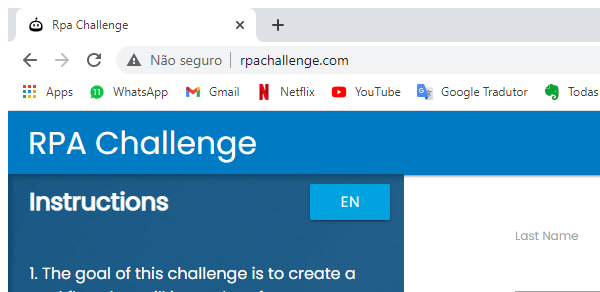 Rpa Challenge
Não seguro
rpachallenge.com
Apps
11
WhatsApp
Gmail
Netflix
YouTube
Google Tradutor
Todas
RPA Challenge
Instructions
EN
Last Name
1. The goal of this challenge is to create a